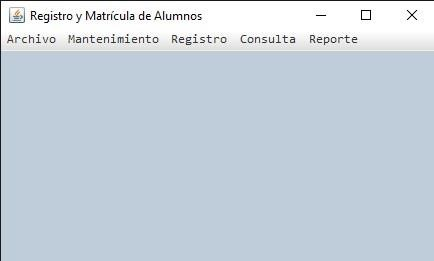 Registro y Matrícula de Alumnos
Archivo Mantenimiento Registro Consulta Reporte